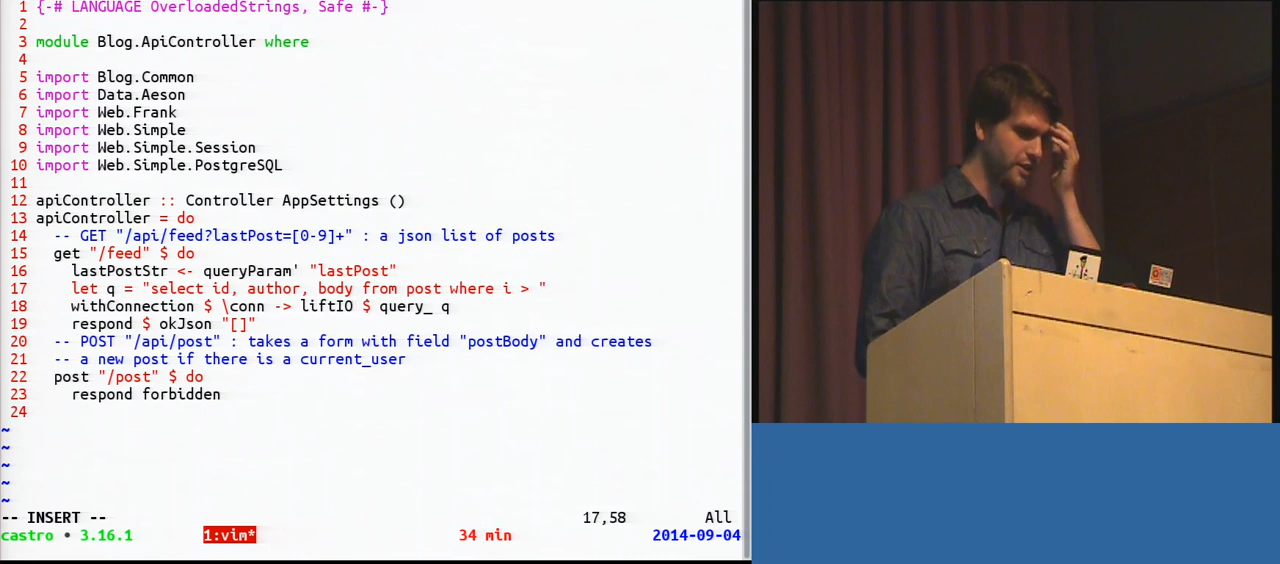 1 {-# LANGUAGE OverloadedStrings, Safe #-}
2
3 module Blog.ApiController where
4
5 import Blog.Common
6 import Data.Aeson
7 import Web.Frank
8 import Web.Simple
9 import Web.Simple.Session
10 import Web.Simple.PostgreSQL
11
12 apiController :: Controller AppSettings ()
13 apiController = do
14   -- GET "/api/feed?lastPost=[0-9]+" : a json list of posts
15   get "/feed" $ do
16     lastPostStr <- queryParam' "lastPost"
17     let q = "select id, author, body from post where i > "
18     withConnection $ \conn -> liftIO $ query_ q
19     respond $ okJson "[]"
20   -- POST "/api/post" : takes a form with field "postBody" and creates
21   -- a new post if there is a current_user
22   post "/post" $ do
23     respond forbidden
24
~
~
~
~
~
-- INSERT -- 17,58 All
castro • 3.16.1 1:vim* 34 min 2014-09-04